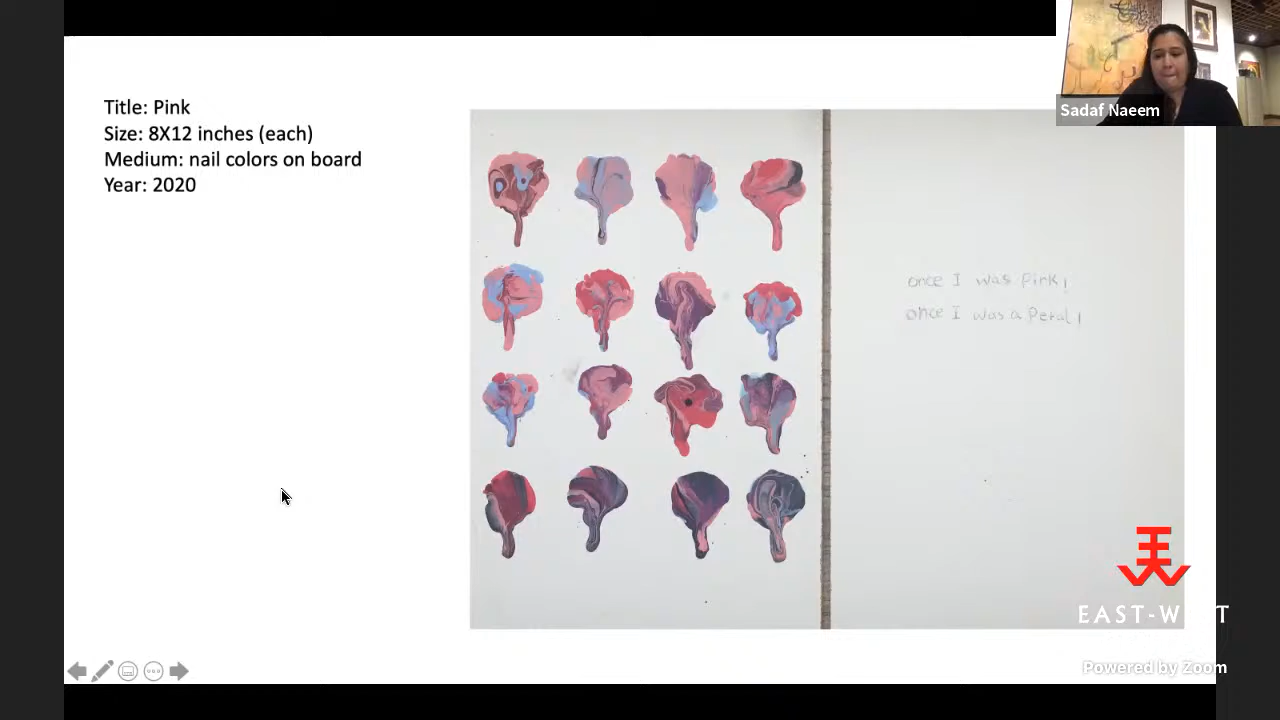 Title: Pink
Size: 8X12 inches (each)
Medium: nail colors on board
Year: 2020
Sadaf Naeem
once I was Pink!
once I was a Petal!
Powered by Zoom